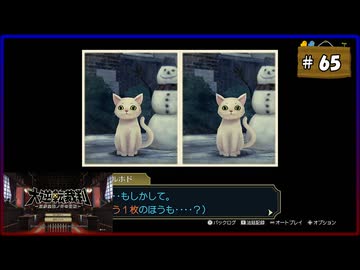 # 65
ルホド
‥もしかして。
う１枚のほうも‥‥？）
大逆転裁判
バックログ 法廷記録 オートプレイ オプション